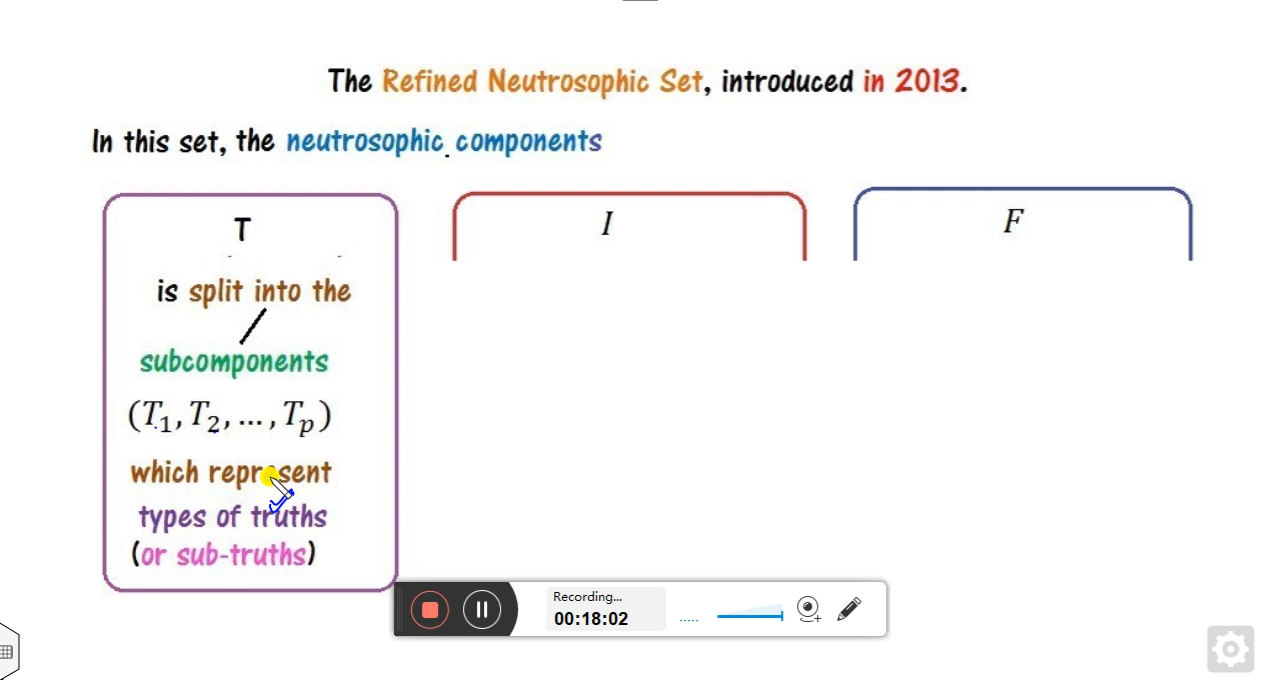 The Refined Neutrosophic Set, introduced in 2013.
In this set, the neutrosophic components
T
is split into the
subcomponents
(T₁, T₂, … , Tₚ)
which represent
types of truths
(or sub-truths)
I
F
Recording...
00:18:02